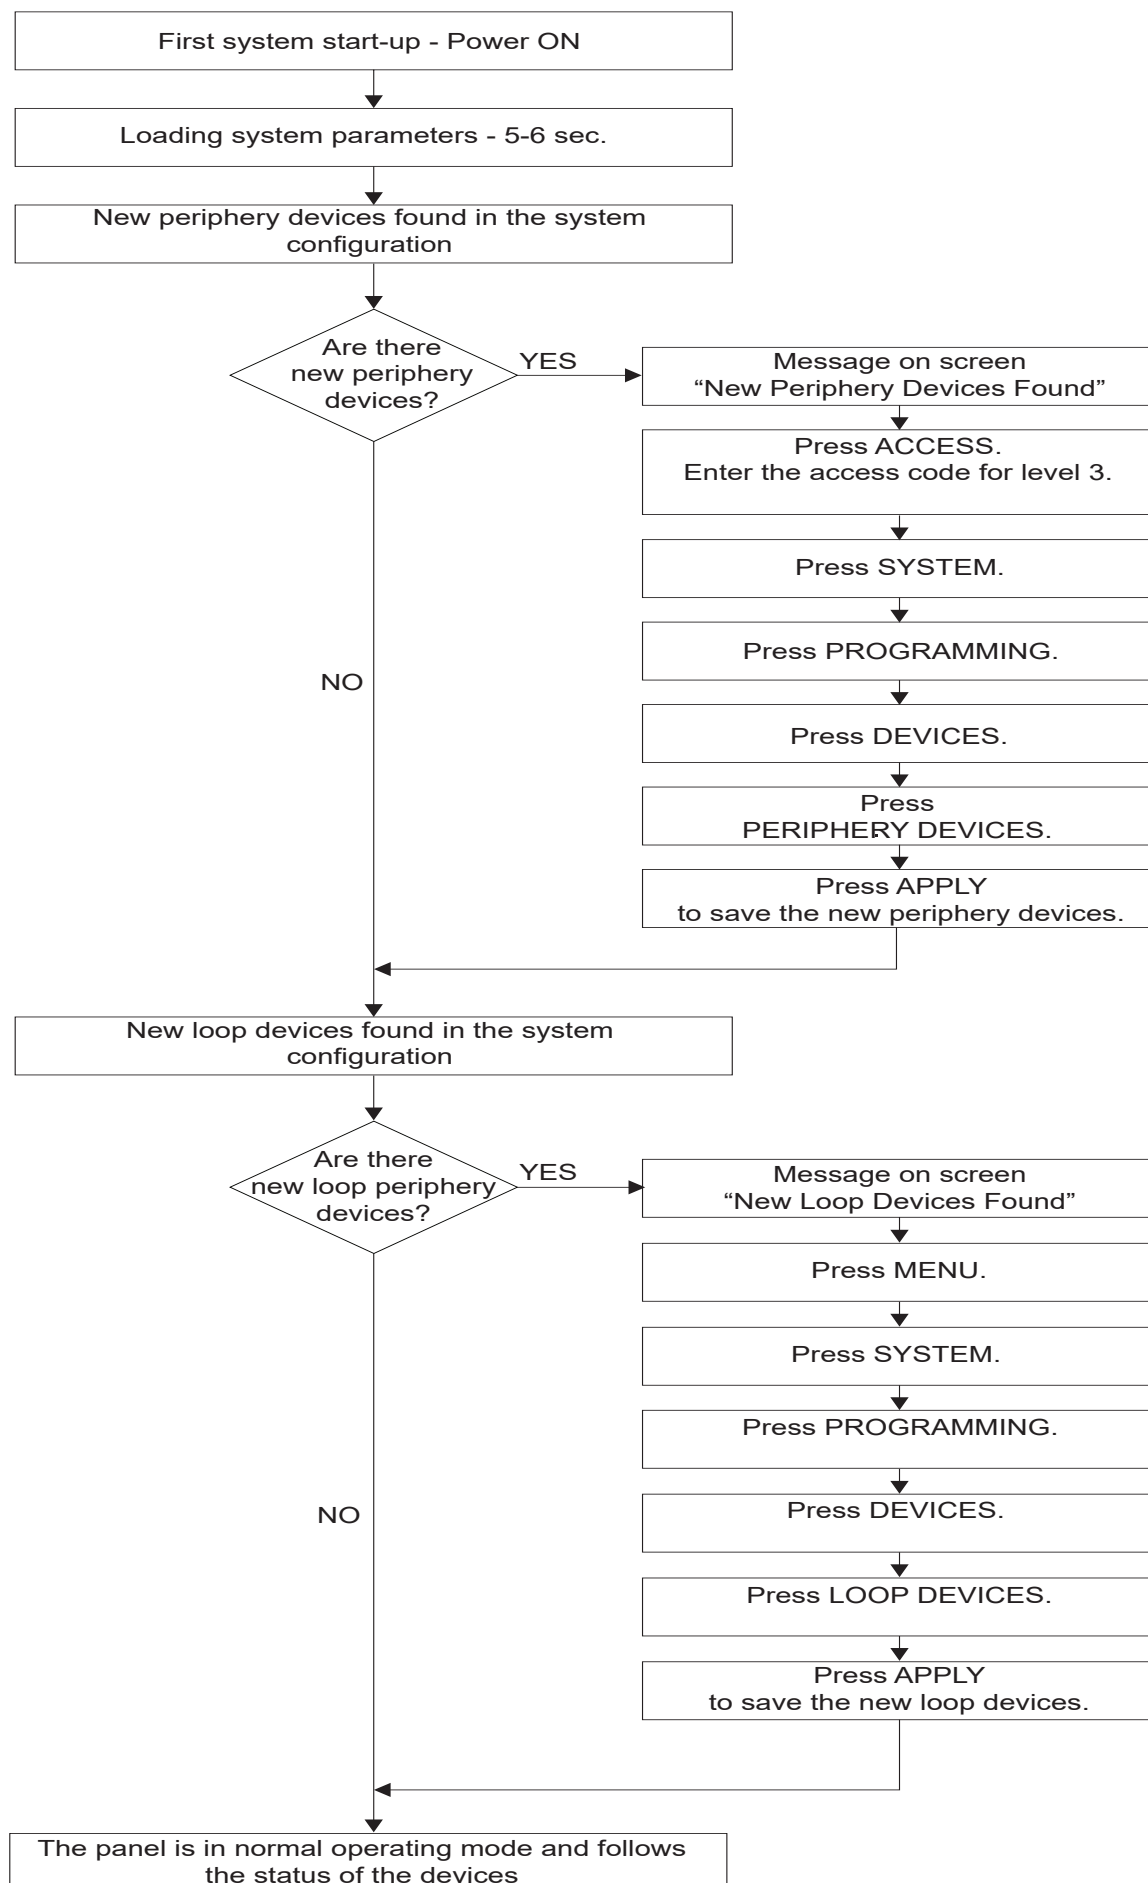 First system start-up - Power ON
Loading system parameters - 5-6 sec.
New periphery devices found in the system
configuration
Are there
new periphery
devices?
YES
Message on screen
“New Periphery Devices Found”
Press ACCESS.
Enter the access code for level 3.
Press SYSTEM.
Press PROGRAMMING.
NO
Press DEVICES.
Press
PERIPHERY DEVICES.
Press APPLY
to save the new periphery devices.
New loop devices found in the system
configuration
Are there
new loop periphery
devices?
YES
Message on screen
“New Loop Devices Found”
Press MENU.
Press SYSTEM.
Press PROGRAMMING.
Press DEVICES.
NO
Press LOOP DEVICES.
Press APPLY
to save the new loop devices.
The panel is in normal operating mode and follows
the status of the devices